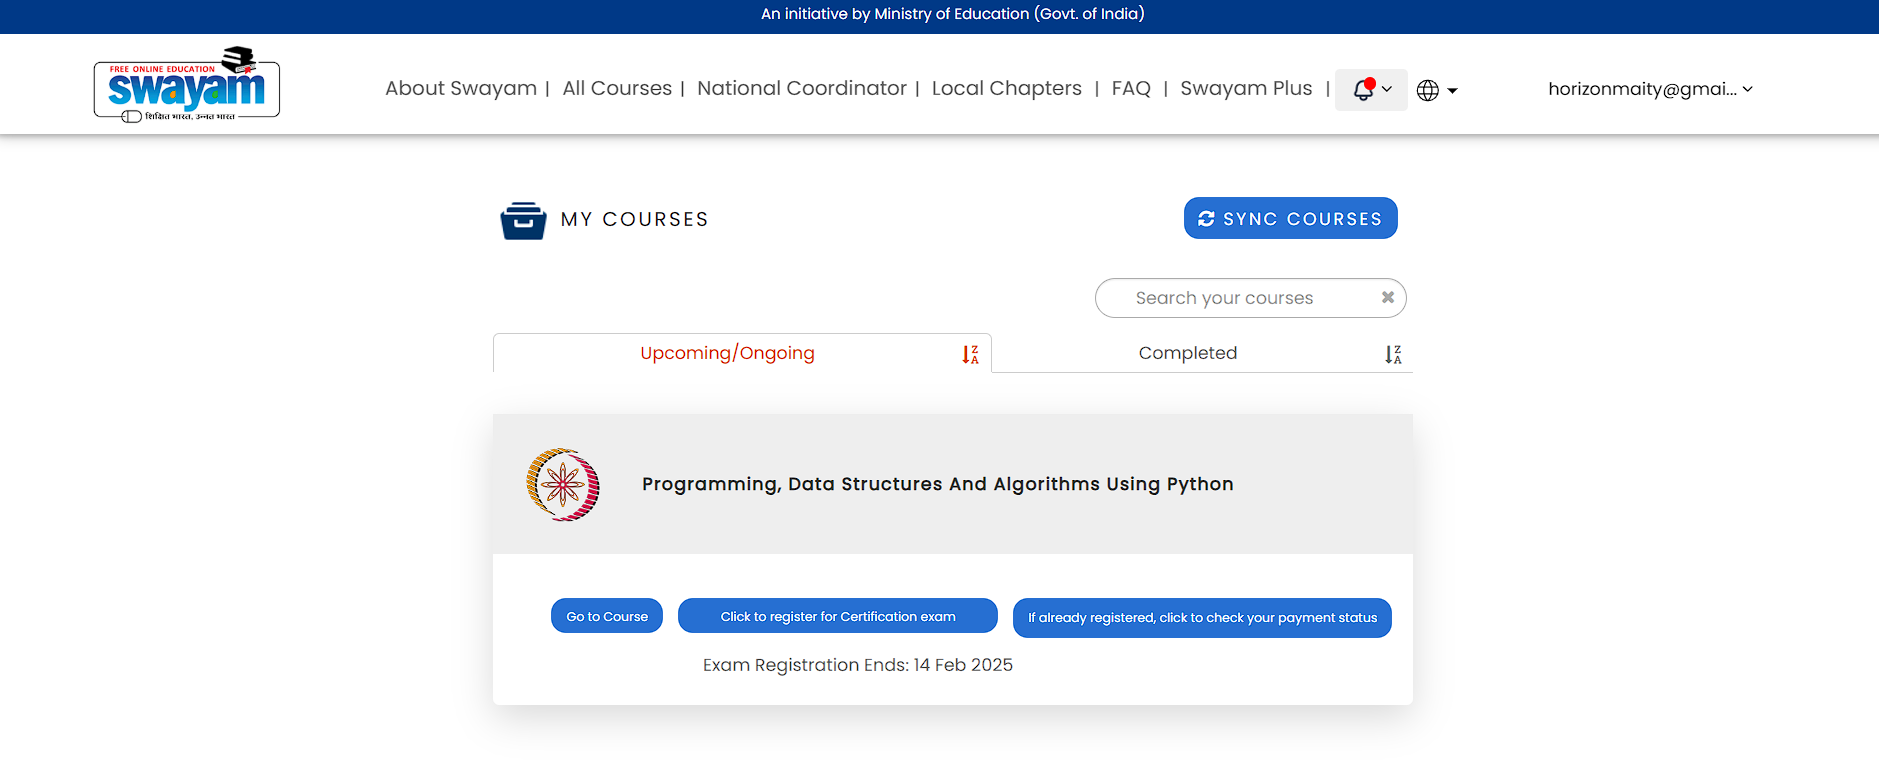 An initiative by Ministry of Education (Govt. of India)
FREE ONLINE EDUCATION
swayam
शिक्षित भारत, उन्नत भारत
About Swayam | All Courses | National Coordinator | Local Chapters | FAQ | Swayam Plus |
horizonmaity@gmai...
MY COURSES
SYNC COURSES
Search your courses
Upcoming/Ongoing
Completed
Programming, Data Structures And Algorithms Using Python
Go to Course
Click to register for Certification exam
If already registered, click to check your payment status
Exam Registration Ends: 14 Feb 2025